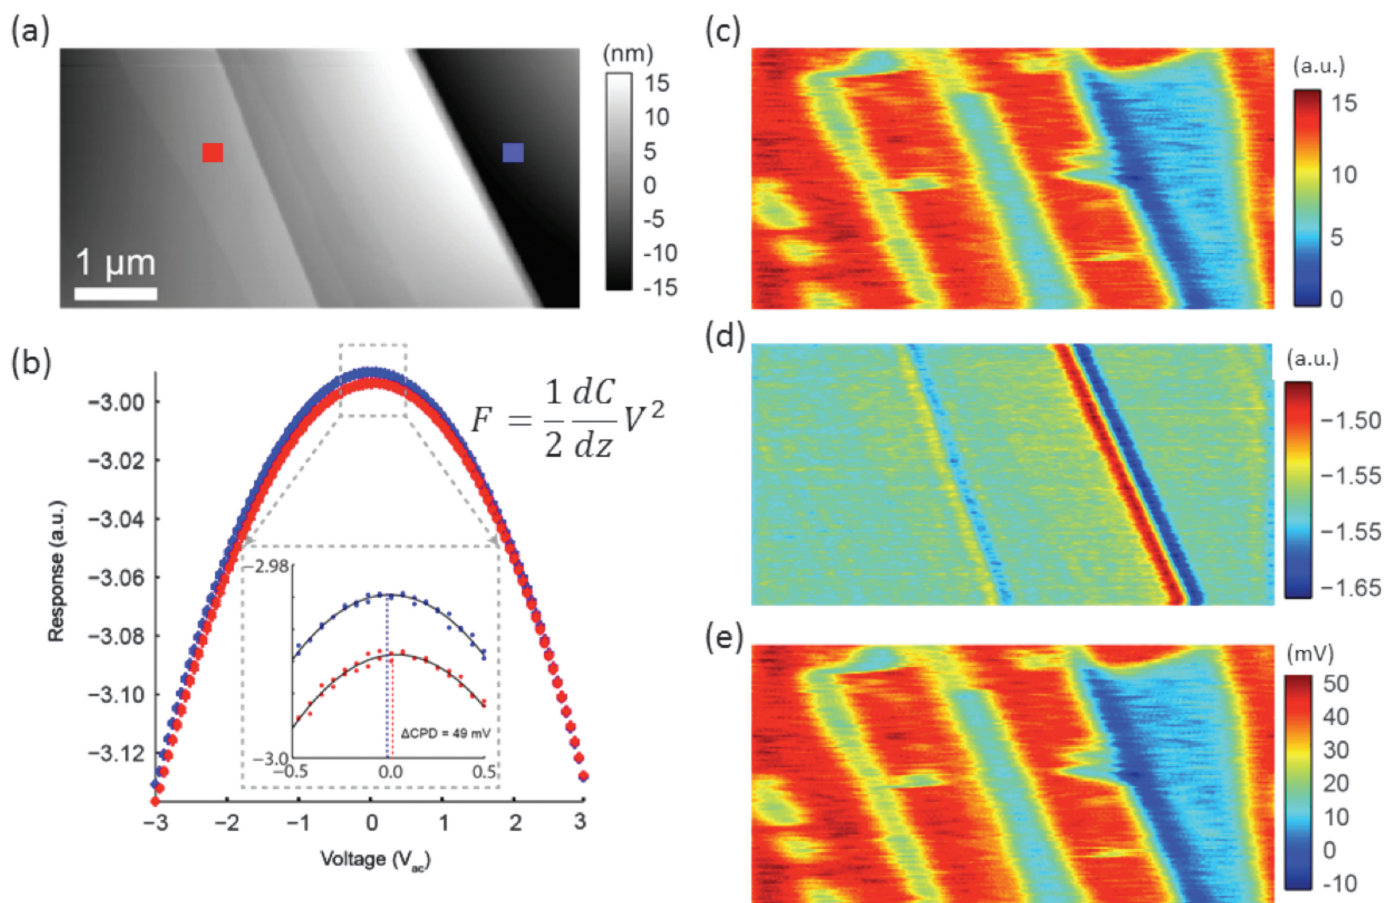 (a)
(nm)
15
10
5
0
-5
-10
-15
1 μm
(b)
Response (a.u.)
−3.00
−3.02
−3.04
−3.06
−3.08
−3.10
−3.12
−3
−2
−1
0
1
2
3
Voltage (Vac)
F = 1/2 dC/dz V²
−2.98
−3.0
−0.5
0.0
0.5
ΔCPD = 49 mV
(c)
(a.u.)
15
10
5
0
(d)
(a.u.)
−1.50
−1.55
−1.55
−1.65
(e)
(mV)
50
40
30
20
10
0
-10